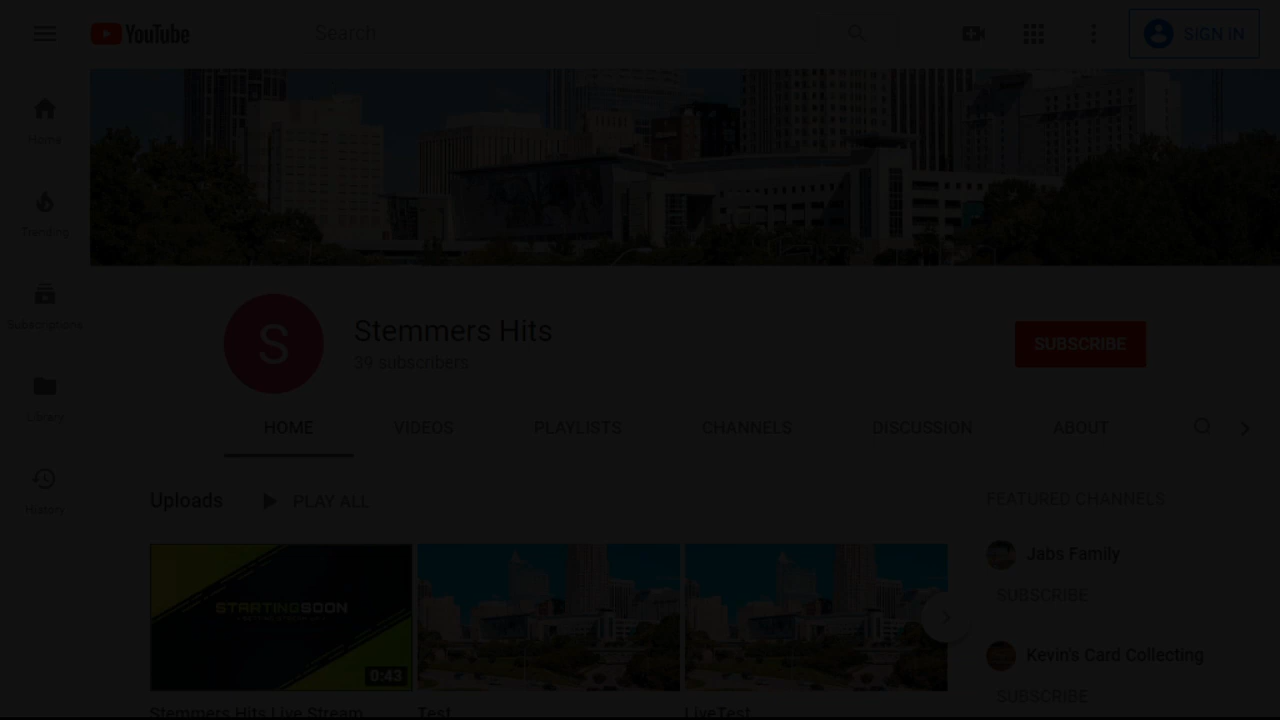 YouTube
Search
SIGN IN
Home
Trending
Subscriptions
Library
History
S
Stemmers Hits
39 subscribers
SUBSCRIBE
HOME VIDEOS PLAYLISTS CHANNELS DISCUSSION ABOUT
Uploads PLAY ALL
FEATURED CHANNELS
STARTING SOON
0:43
Jabs Family
SUBSCRIBE
Kevin's Card Collecting
SUBSCRIBE
Stemmers Hits Live Stream
Test
LiveTest